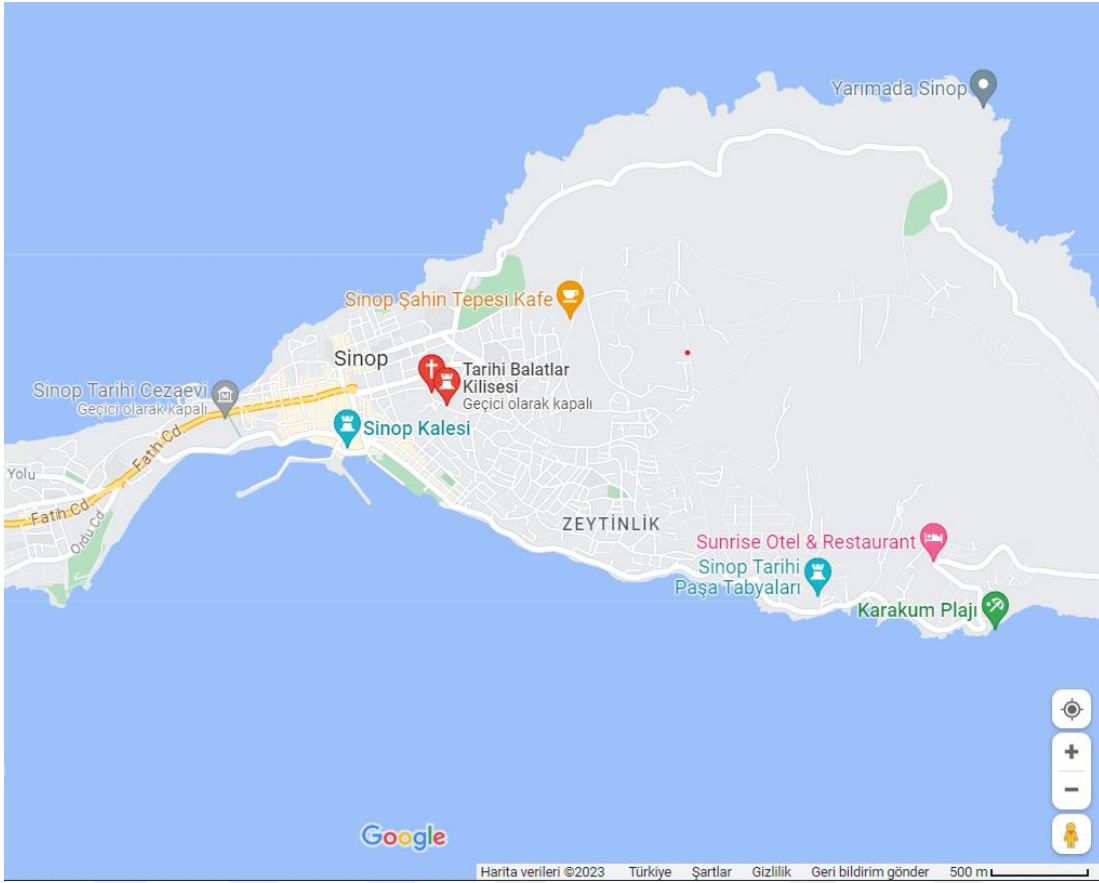 Yarımada Sinop
Sinop Şahin Tepesi Kafe
Sinop
Tarihi Balatlar
Kilisesi
Geçici olarak kapalı
Sinop Tarihi Cezaevi
Geçici olarak kapalı
Sinop Kalesi
Fatih Cd
Yolu
Fatih Cd
Ordu Cd
ZEYTİNLİK
Sunrise Otel & Restaurant
Sinop Tarihi
Paşa Tabyaları
Karakum Plajı
Google
Harita verileri ©2023 Türkiye Şartlar Gizlilik Geri bildirim gönder 500 m